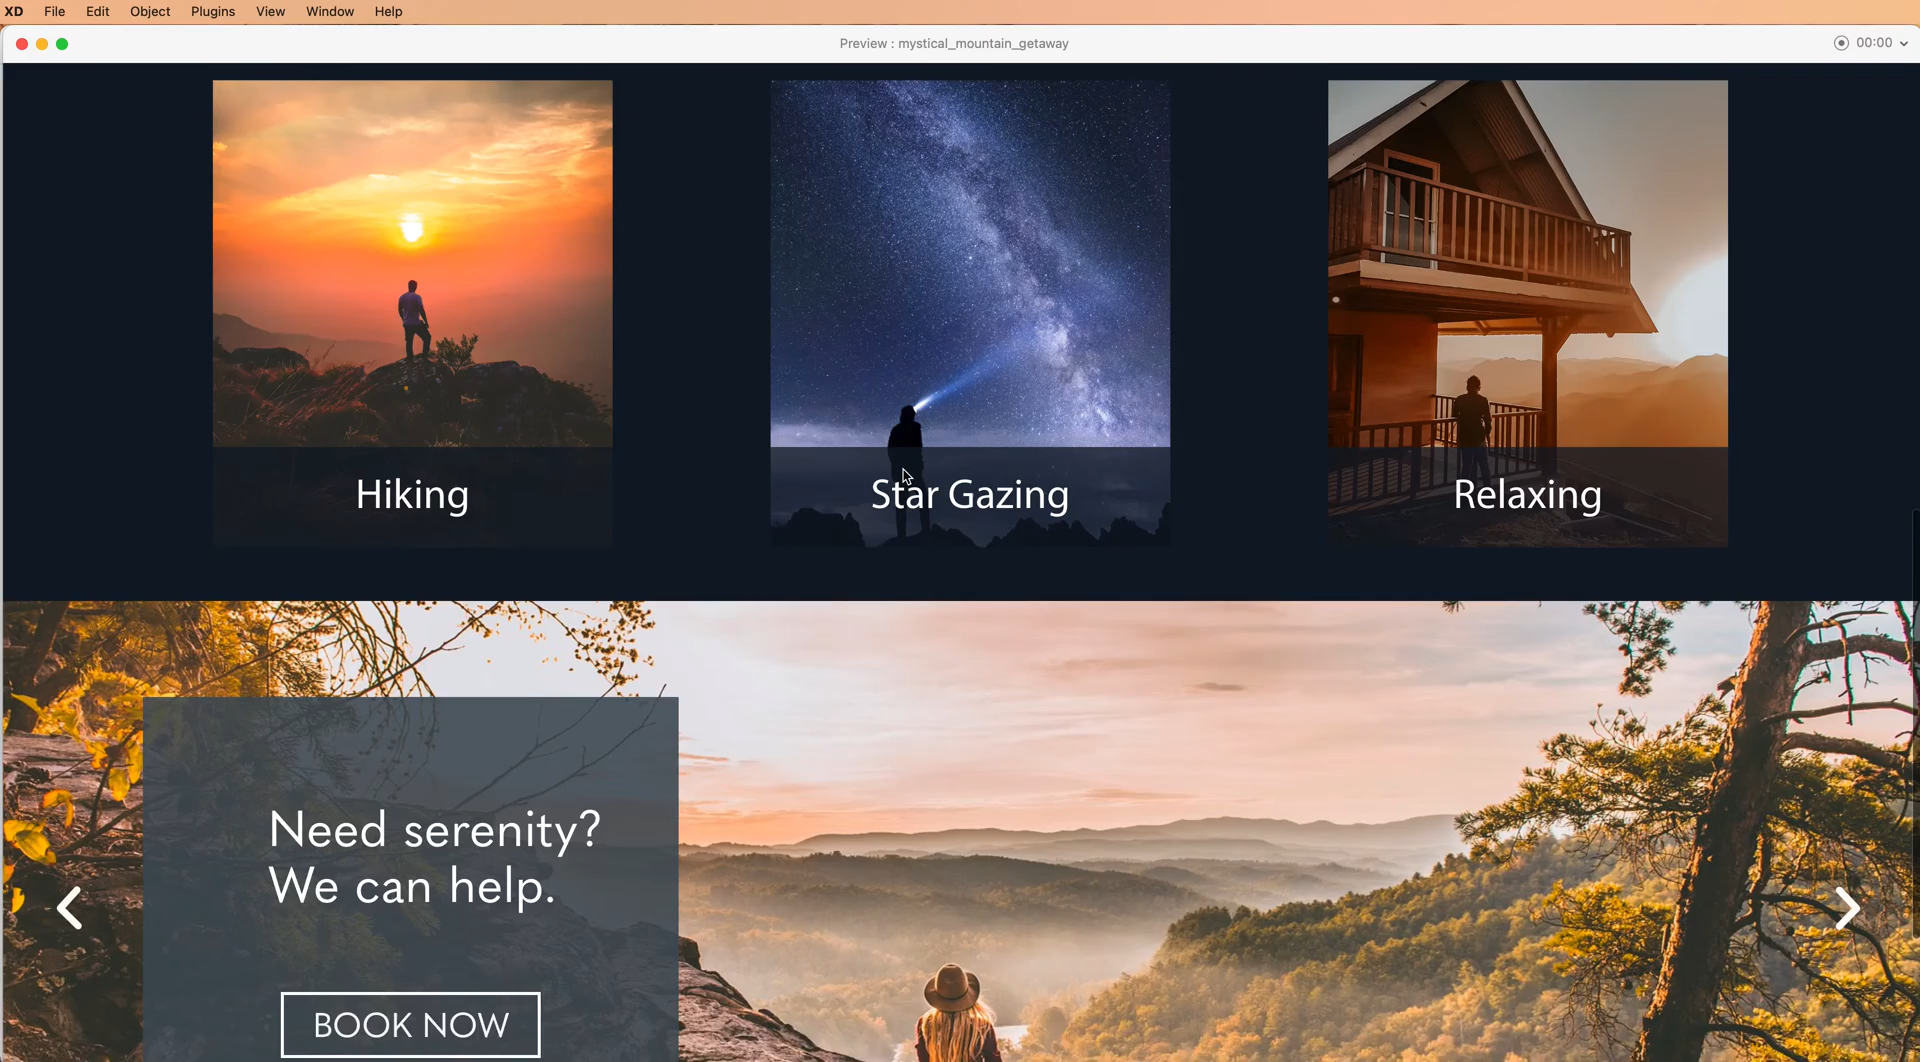 XD File Edit Object Plugins View Window Help
Preview : mystical_mountain_getaway
00:00
Hiking
Star Gazing
Relaxing
Need serenity?
We can help.
BOOK NOW